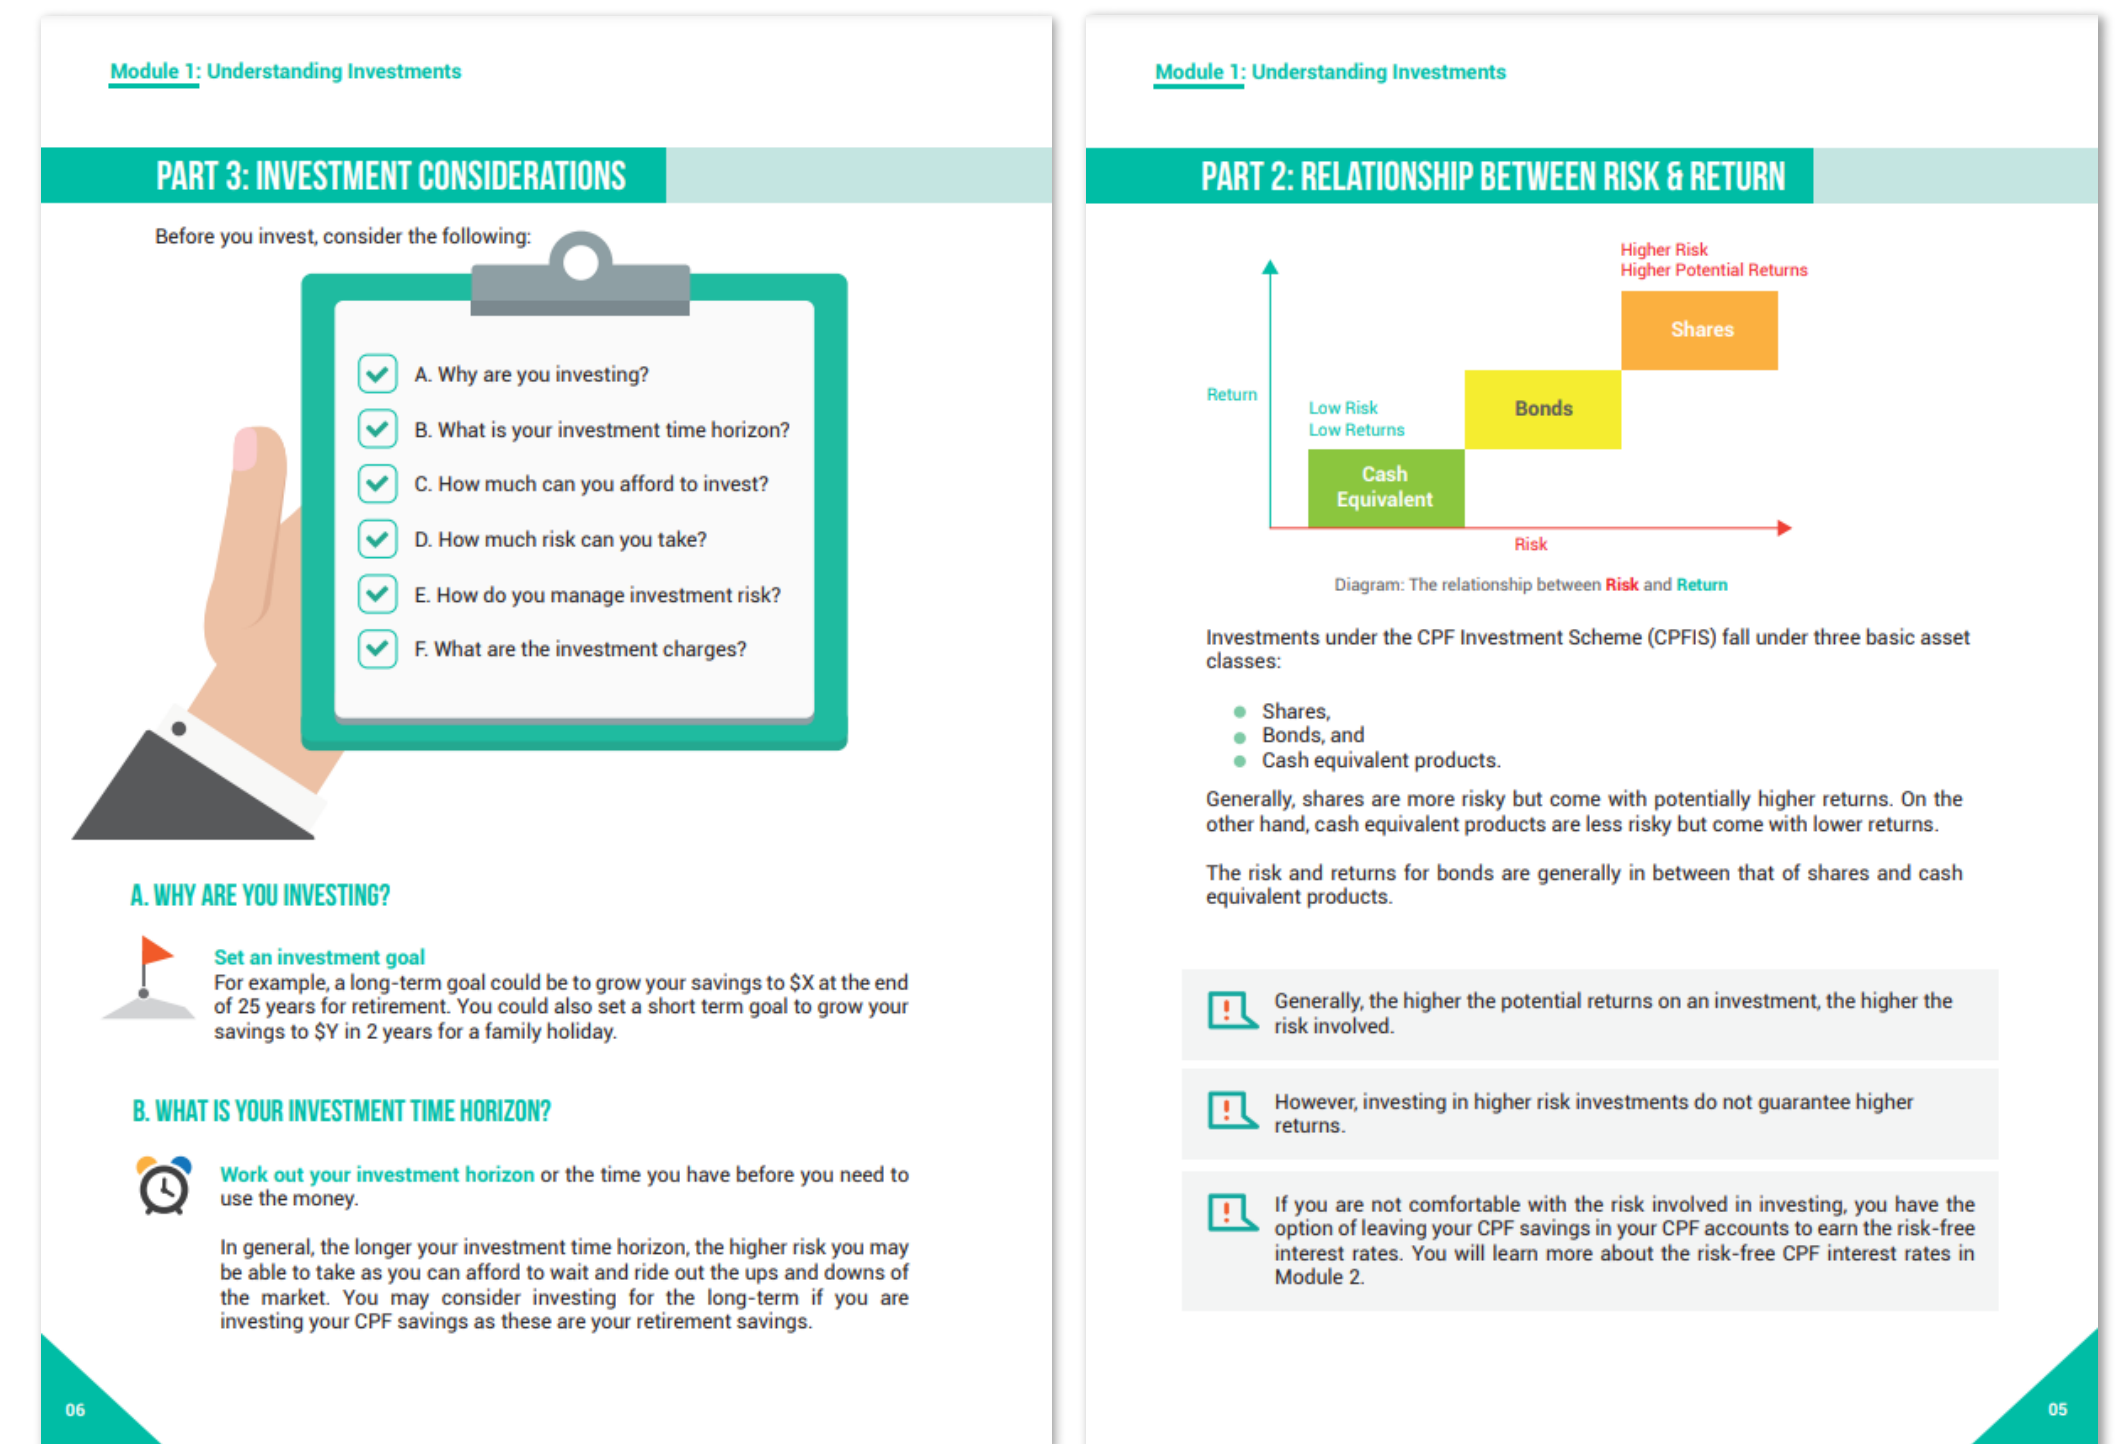 Module 1: Understanding Investments
PART 3: INVESTMENT CONSIDERATIONS
Before you invest, consider the following:
A. Why are you investing?
B. What is your investment time horizon?
C. How much can you afford to invest?
D. How much risk can you take?
E. How do you manage investment risk?
F. What are the investment charges?
A. WHY ARE YOU INVESTING?
Set an investment goal
For example, a long-term goal could be to grow your savings to $X at the end
of 25 years for retirement. You could also set a short term goal to grow your
savings to $Y in 2 years for a family holiday.
B. WHAT IS YOUR INVESTMENT TIME HORIZON?
Work out your investment horizon or the time you have before you need to
use the money.
In general, the longer your investment time horizon, the higher risk you may
be able to take as you can afford to wait and ride out the ups and downs of
the market. You may consider investing for the long-term if you are
investing your CPF savings as these are your retirement savings.
06
Module 1: Understanding Investments
PART 2: RELATIONSHIP BETWEEN RISK & RETURN
Higher Risk
Higher Potential Returns
Shares
Return
Low Risk
Low Returns
Bonds
Cash
Equivalent
Risk
Diagram: The relationship between Risk and Return
Investments under the CPF Investment Scheme (CPFIS) fall under three basic asset
classes:
Shares,
Bonds, and
Cash equivalent products.
Generally, shares are more risky but come with potentially higher returns. On the
other hand, cash equivalent products are less risky but come with lower returns.
The risk and returns for bonds are generally in between that of shares and cash
equivalent products.
Generally, the higher the potential returns on an investment, the higher the
risk involved.
However, investing in higher risk investments do not guarantee higher
returns.
If you are not comfortable with the risk involved in investing, you have the
option of leaving your CPF savings in your CPF accounts to earn the risk-free
interest rates. You will learn more about the risk-free CPF interest rates in
Module 2.
05